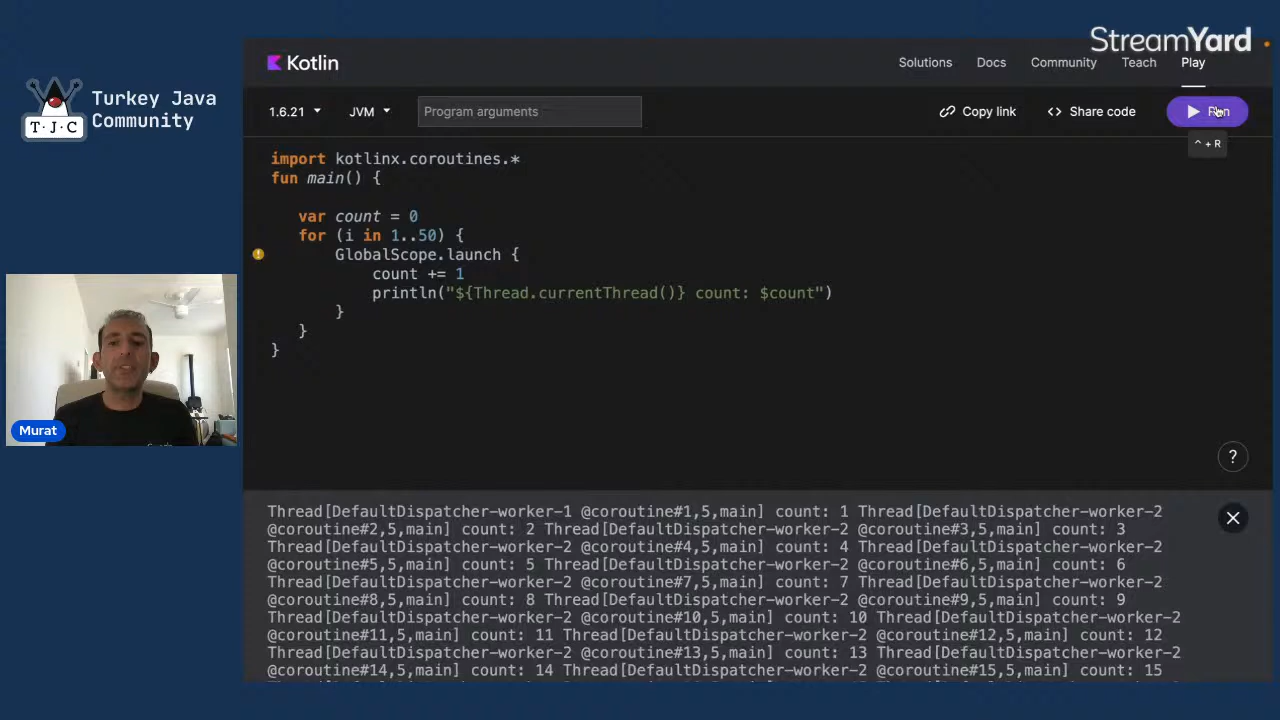 StreamYard
Turkey Java
Community
T·J·C
Kotlin
Solutions Docs Community Teach Play
1.6.21 JVM Program arguments Copy link <> Share code Run
^ + R
import kotlinx.coroutines.*
fun main() {
var count = 0
for (i in 1..50) {
GlobalScope.launch {
count += 1
println("${Thread.currentThread()} count: $count")
}
}
}
Murat
?
Thread[DefaultDispatcher-worker-1 @coroutine#1,5,main] count: 1 Thread[DefaultDispatcher-worker-2
@coroutine#2,5,main] count: 2 Thread[DefaultDispatcher-worker-2 @coroutine#3,5,main] count: 3
Thread[DefaultDispatcher-worker-2 @coroutine#4,5,main] count: 4 Thread[DefaultDispatcher-worker-2
@coroutine#5,5,main] count: 5 Thread[DefaultDispatcher-worker-2 @coroutine#6,5,main] count: 6
Thread[DefaultDispatcher-worker-2 @coroutine#7,5,main] count: 7 Thread[DefaultDispatcher-worker-2
@coroutine#8,5,main] count: 8 Thread[DefaultDispatcher-worker-2 @coroutine#9,5,main] count: 9
Thread[DefaultDispatcher-worker-2 @coroutine#10,5,main] count: 10 Thread[DefaultDispatcher-worker-2
@coroutine#11,5,main] count: 11 Thread[DefaultDispatcher-worker-2 @coroutine#12,5,main] count: 12
Thread[DefaultDispatcher-worker-2 @coroutine#13,5,main] count: 13 Thread[DefaultDispatcher-worker-2
@coroutine#14,5,main] count: 14 Thread[DefaultDispatcher-worker-2 @coroutine#15,5,main] count: 15